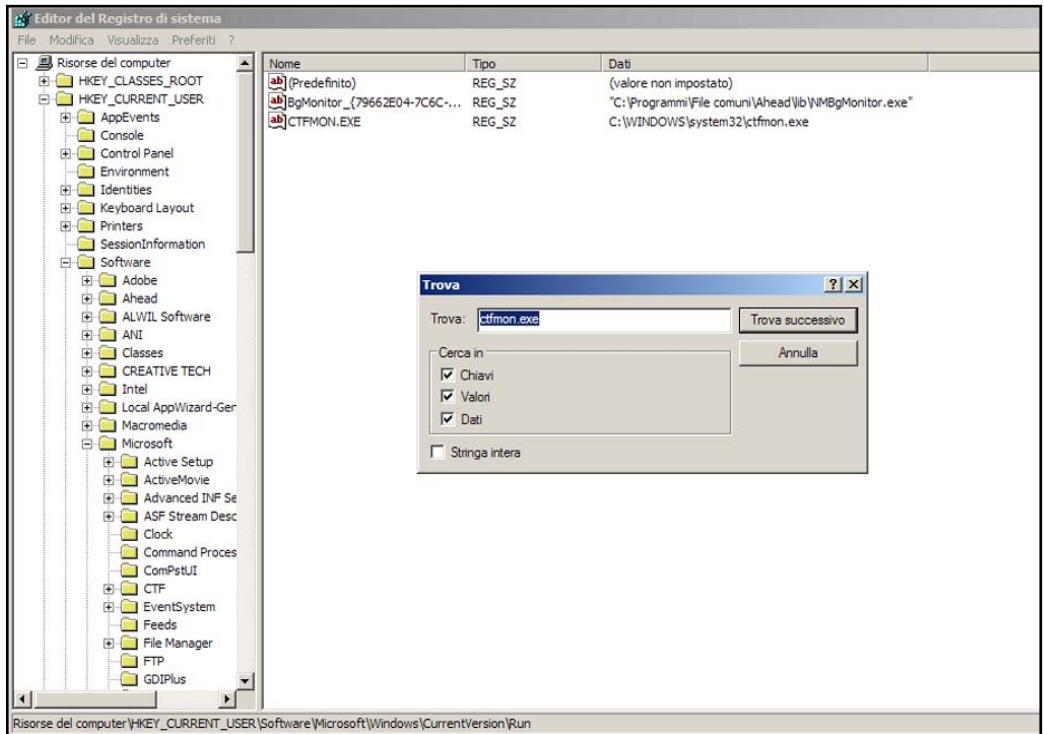 Editor del Registro di sistema
File Modifica Visualizza Preferiti ?
Risorse del computer
HKEY_CLASSES_ROOT
HKEY_CURRENT_USER
AppEvents
Console
Control Panel
Environment
Identities
Keyboard Layout
Printers
SessionInformation
Software
Adobe
Ahead
ALWIL Software
ANI
Classes
CREATIVE TECH
Intel
Local AppWizard-Ger
Macromedia
Microsoft
Active Setup
ActiveMovie
Advanced INF Se
ASF Stream Desc
Clock
Command Proces
ComPstUI
CTF
EventSystem
Feeds
File Manager
FTP
GDIPlus
Nome Tipo Dati
(Predefinito) REG_SZ (valore non impostato)
BgMonitor_{79662E04-7C6C-... REG_SZ "C:\Programmi\File comuni\Ahead\lib\NMBgMonitor.exe"
CTFMON.EXE REG_SZ C:\WINDOWS\system32\ctfmon.exe
Trova
Trova: ctfmon.exe Trova successivo
Cerca in Annulla
Chiavi
Valori
Dati
Stringa intera
Risorse del computer\HKEY_CURRENT_USER\Software\Microsoft\Windows\CurrentVersion\Run